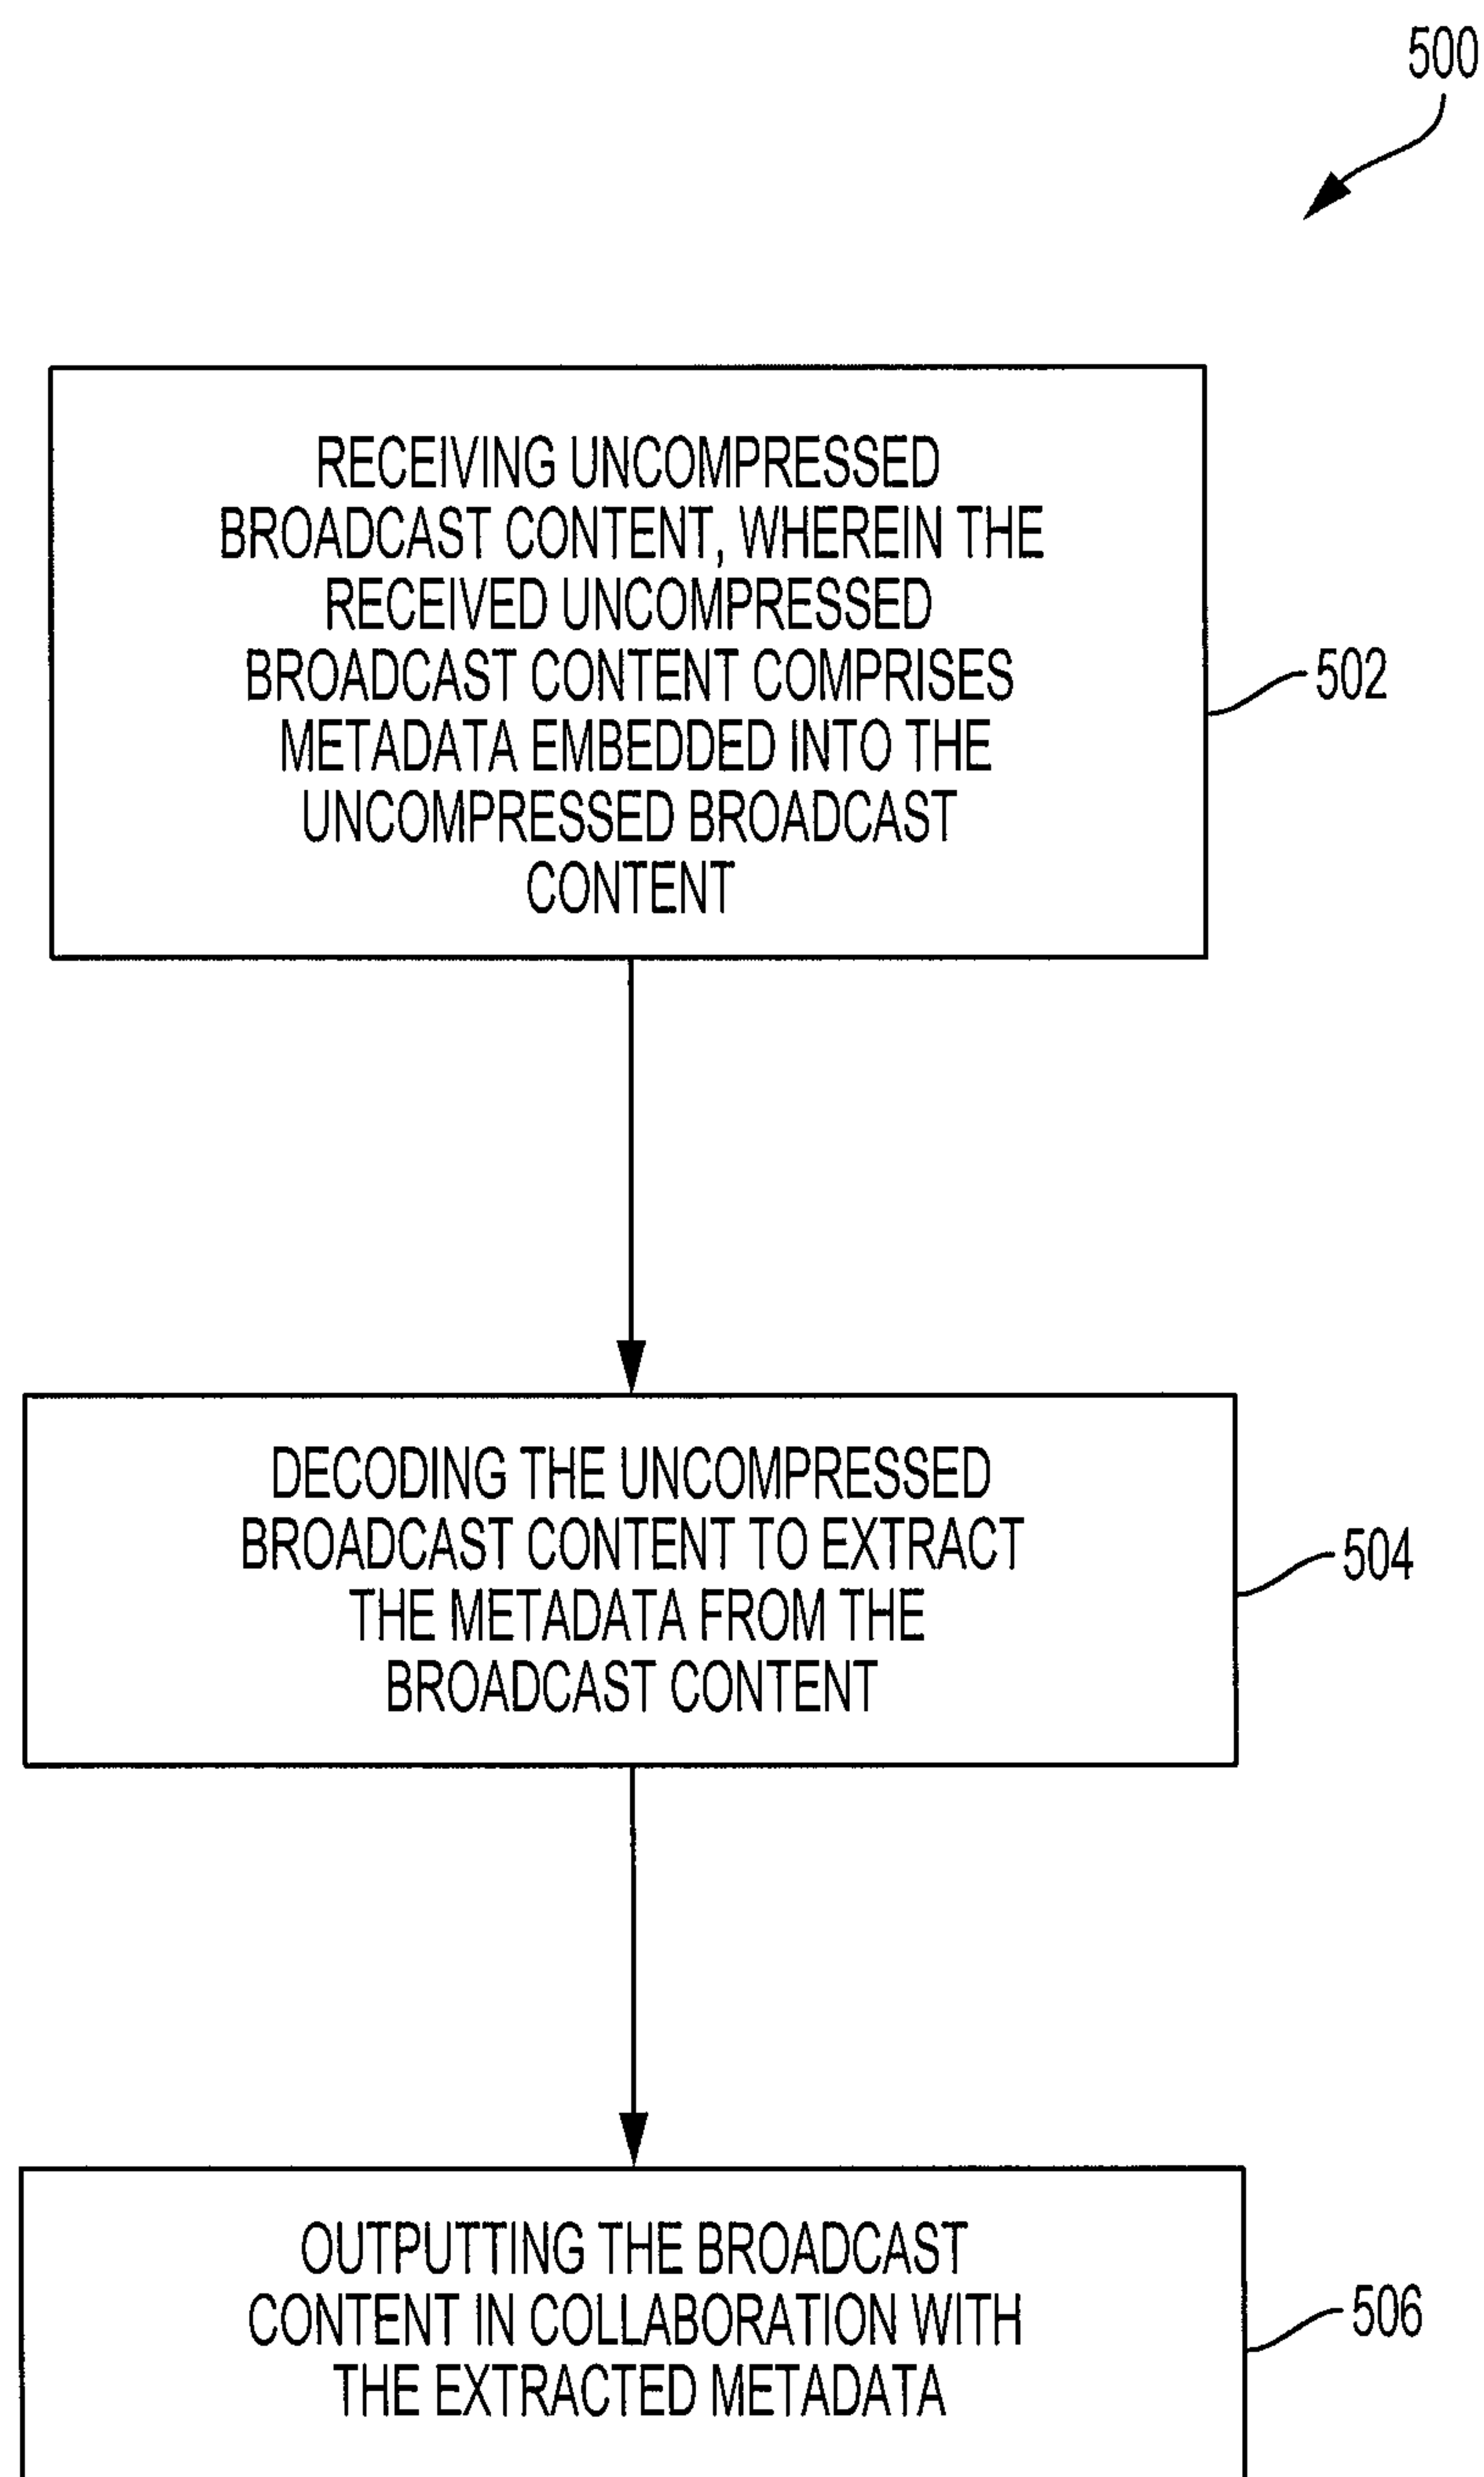 500
RECEIVING UNCOMPRESSED
BROADCAST CONTENT, WHEREIN THE
RECEIVED UNCOMPRESSED
BROADCAST CONTENT COMPRISES
METADATA EMBEDDED INTO THE
UNCOMPRESSED BROADCAST
CONTENT
502
DECODING THE UNCOMPRESSED
BROADCAST CONTENT TO EXTRACT
THE METADATA FROM THE
BROADCAST CONTENT
504
OUTPUTTING THE BROADCAST
CONTENT IN COLLABORATION WITH
THE EXTRACTED METADATA
506